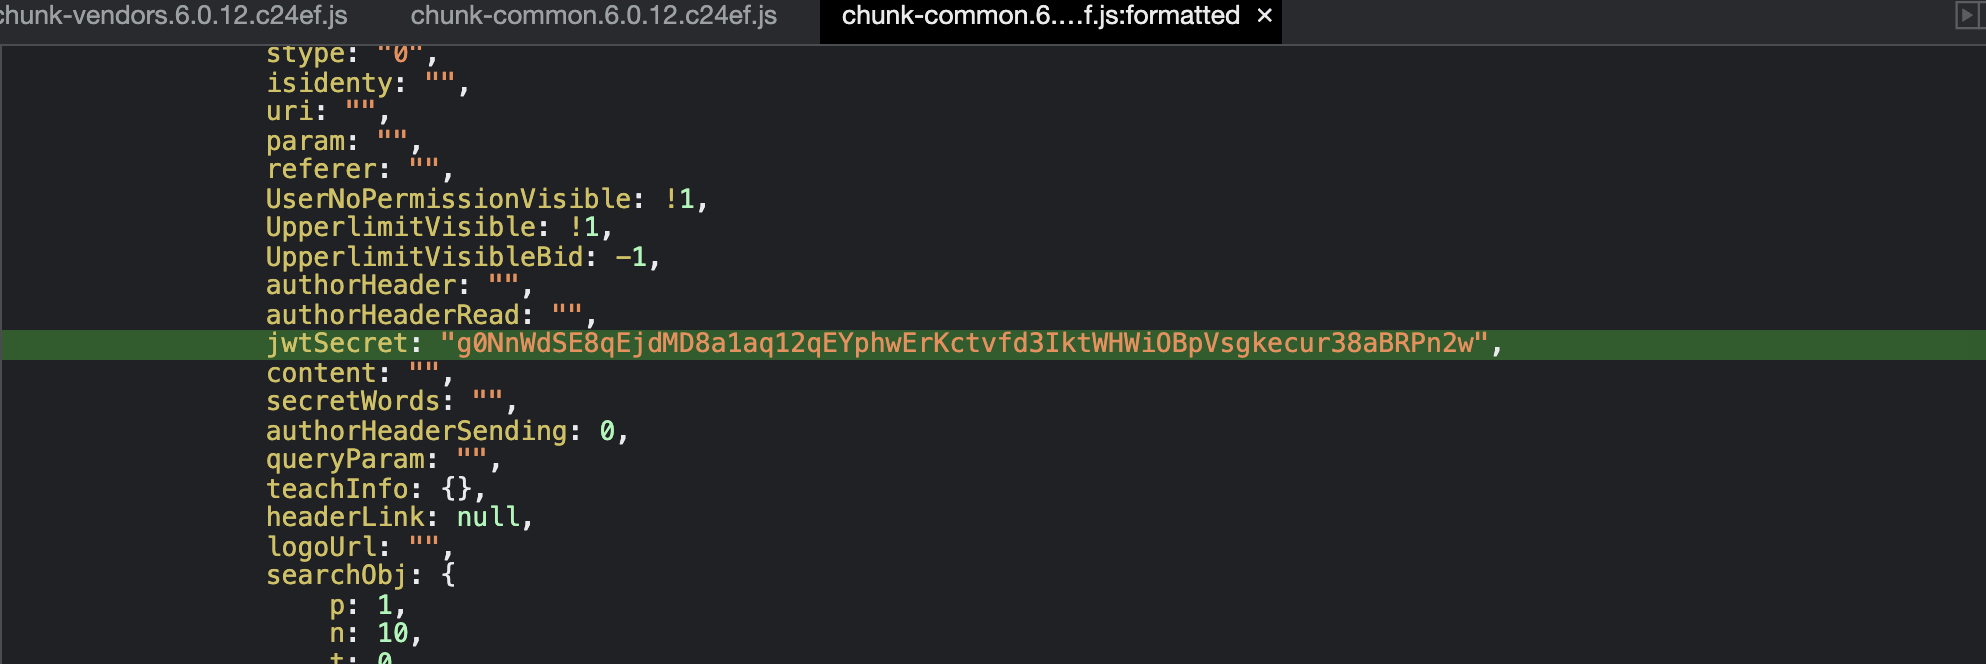 chunk-vendors.6.0.12.c24ef.js chunk-common.6.0.12.c24ef.js chunk-common.6....f.js:formatted ×
stype: "0",
isidenty: "",
uri: "",
param: "",
referer: "",
UserNoPermissionVisible: !1,
UpperlimitVisible: !1,
UpperlimitVisibleBid: -1,
authorHeader: "",
authorHeaderRead: "",
jwtSecret: "g0NnWdSE8qEjdMD8a1aq12qEYphwErKctvfd3IktWHWiOBpVsgkecur38aBRPn2w",
content: "",
secretWords: "",
authorHeaderSending: 0,
queryParam: "",
teachInfo: {},
headerLink: null,
logoUrl: "",
searchObj: {
p: 1,
n: 10,
t: 0